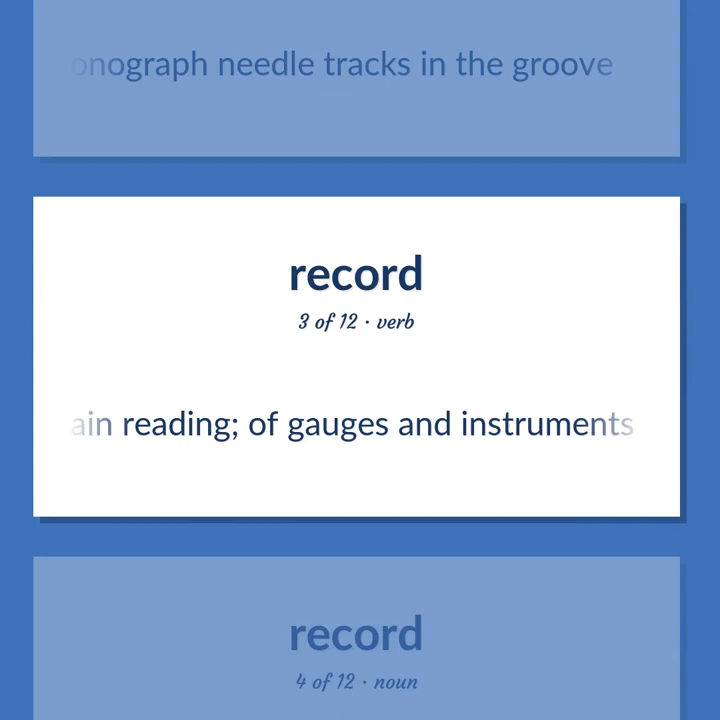 onograph needle tracks in the groove
record
3 of 12 · verb
ain reading; of gauges and instruments
record
4 of 12 · noun